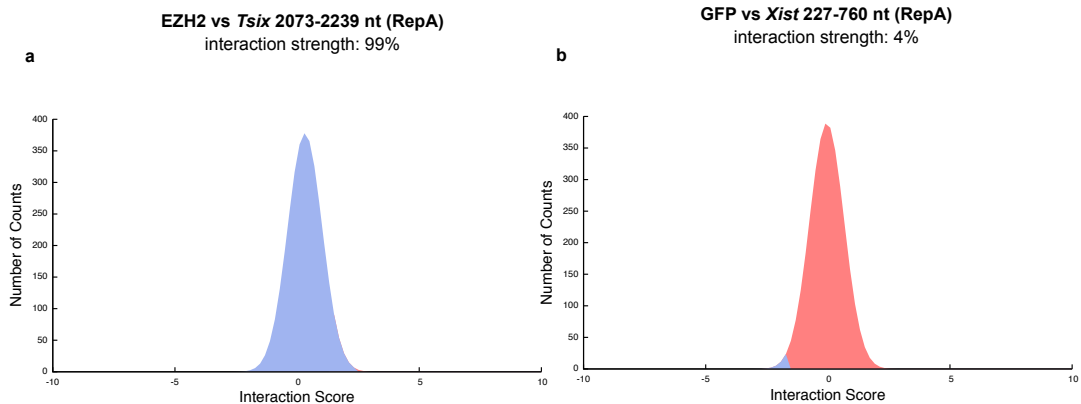 EZH2 vs Tsix 2073-2239 nt (RepA)
interaction strength: 99%
a
400
350
300
250
200
150
100
50
0
Number of Counts
-10
-5
0
5
10
Interaction Score
GFP vs Xist 227-760 nt (RepA)
interaction strength: 4%
b
400
350
300
250
200
150
100
50
0
Number of Counts
-10
-5
0
5
10
Interaction Score